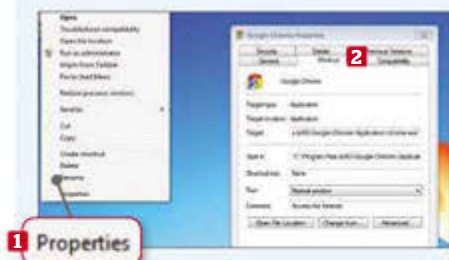 Open
Troubleshoot compatibility
Open file location
Run as administrator
Unpin from Taskbar
Pin to Start Menu
Restore previous versions
Send to
Cut
Copy
Create shortcut
Delete
Rename
Properties
1 Properties
Google Chrome Properties
Security Details Previous Versions
General Shortcut 2 Compatibility
Google Chrome
Target type: Application
Target location: Application
Target:
Start in:
Shortcut key: None
Run: Normal window
Comment: Access the Internet
Open File Location Change Icon... Advanced...